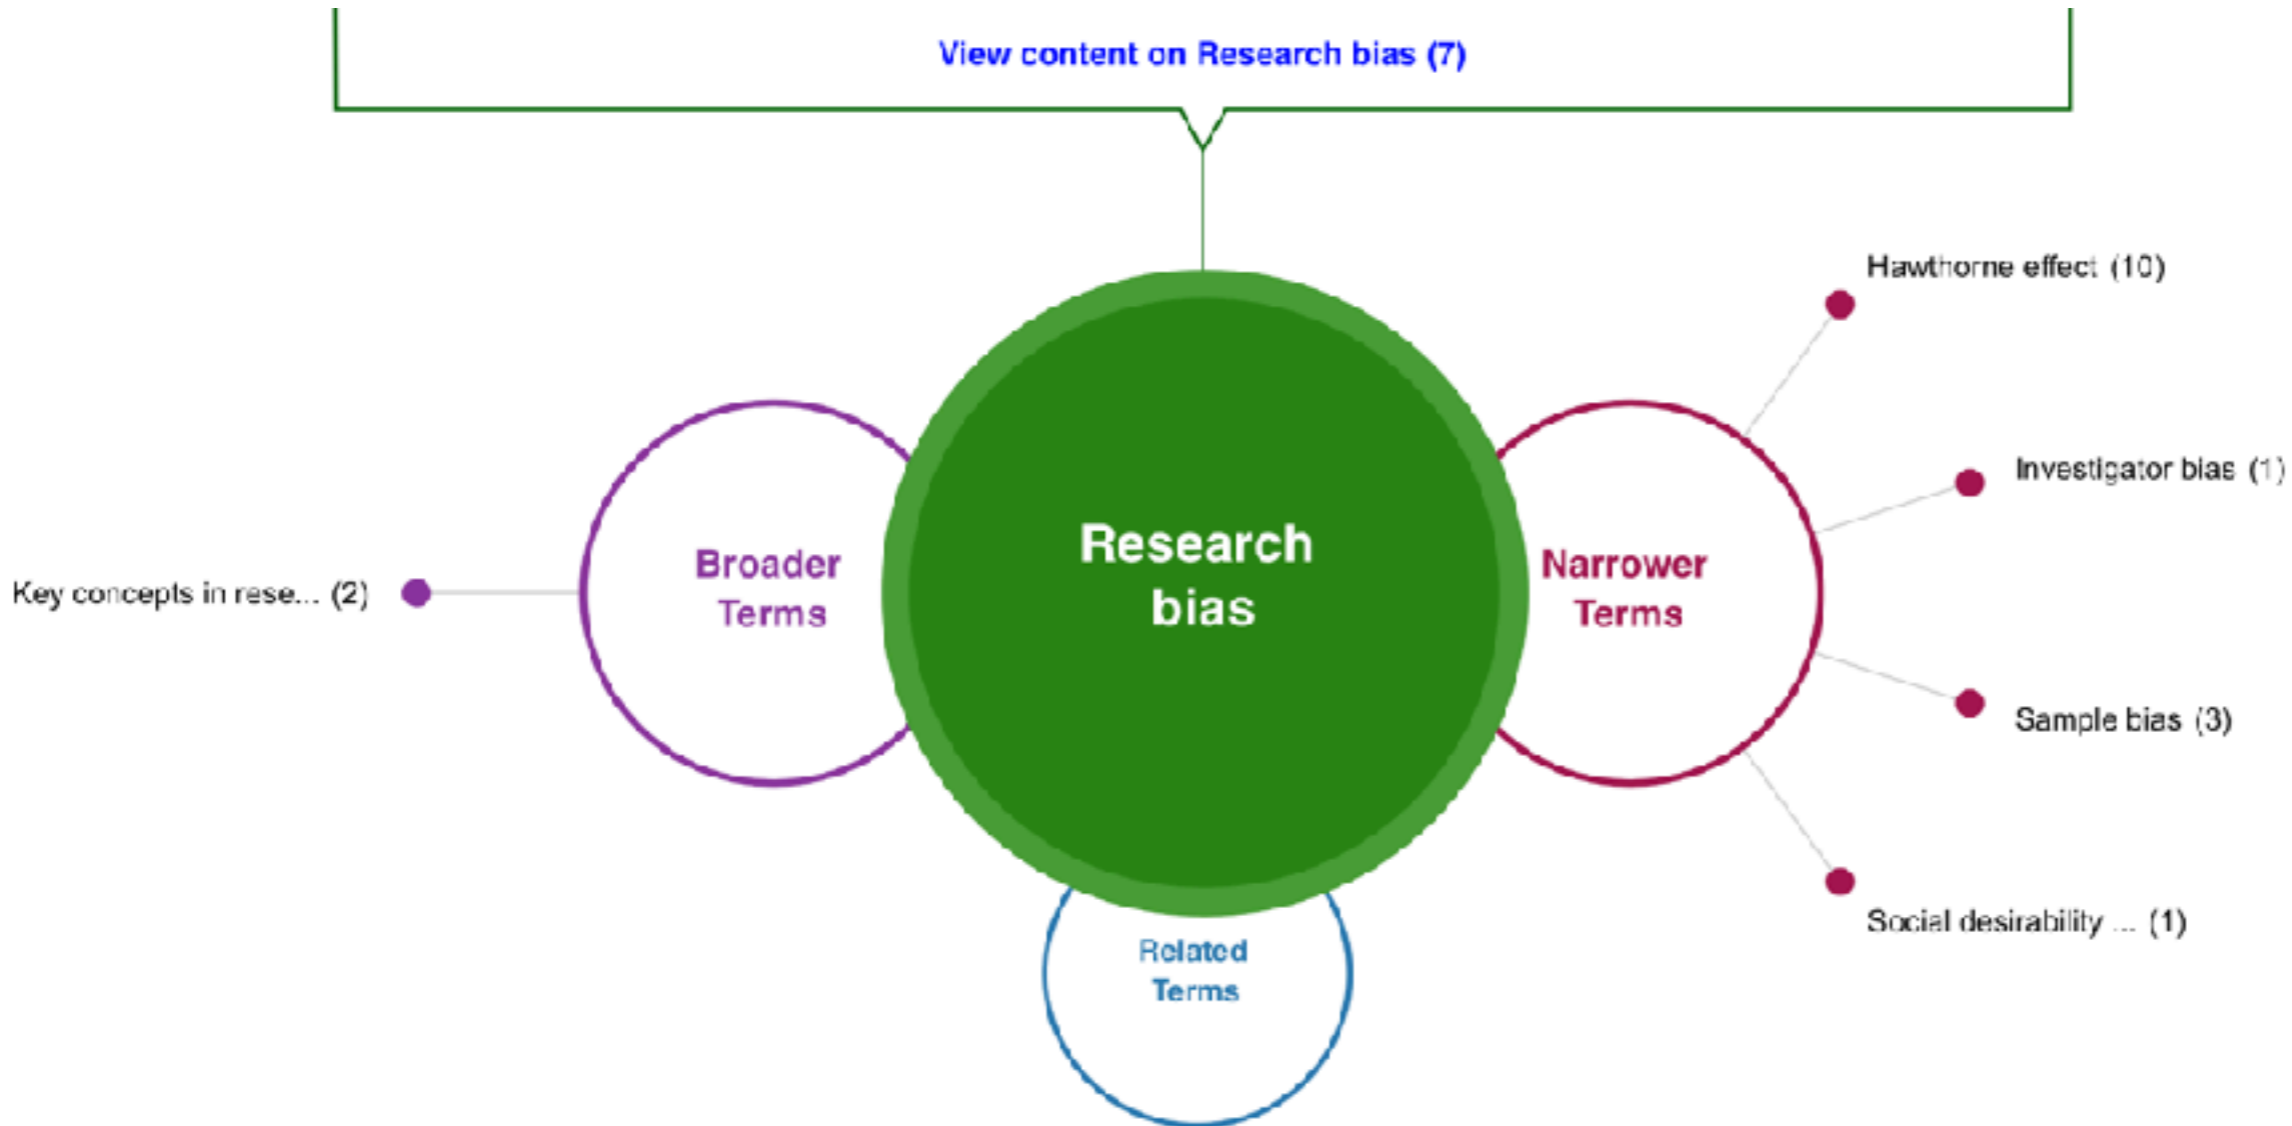 View content on Research bias (7)
Hawthorne effect (10)
Investigator bias (1)
Research
bias
Broader
Terms
Narrower
Terms
Key concepts in rese... (2)
Sample bias (3)
Social desirability ... (1)
Related
Terms